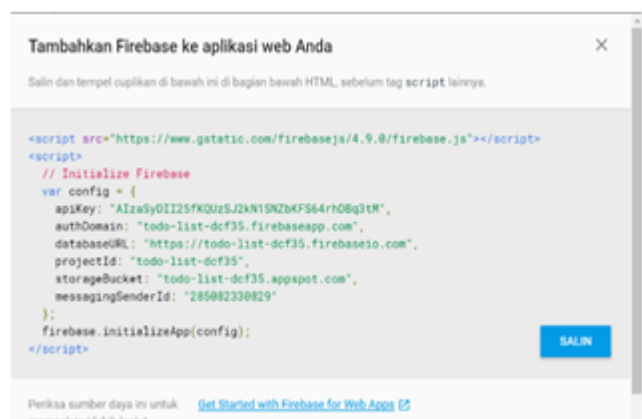 Tambahkan Firebase ke aplikasi web Anda
Salin dan tempel cuplikan di bawah ini di bagian bawah HTML, sebelum tag script lainnya.
<script src="https://www.gstatic.com/firebasejs/4.9.0/firebase.js"></script>
<script>
// Initialize Firebase
var config = {
apiKey:
authDomain: "todo-list-dcf35.firebaseapp.com",
databaseURL: "https://todo-list-dcf35.firebaseio.com",
projectId: "todo-list-dcf35",
storageBucket: "todo-list-dcf35.appspot.com",
messagingSenderId: "285082330829"
};
firebase.initializeApp(config);
</script>
SALIN
Periksa sumber daya ini untuk
Get Started with Firebase for Web Apps